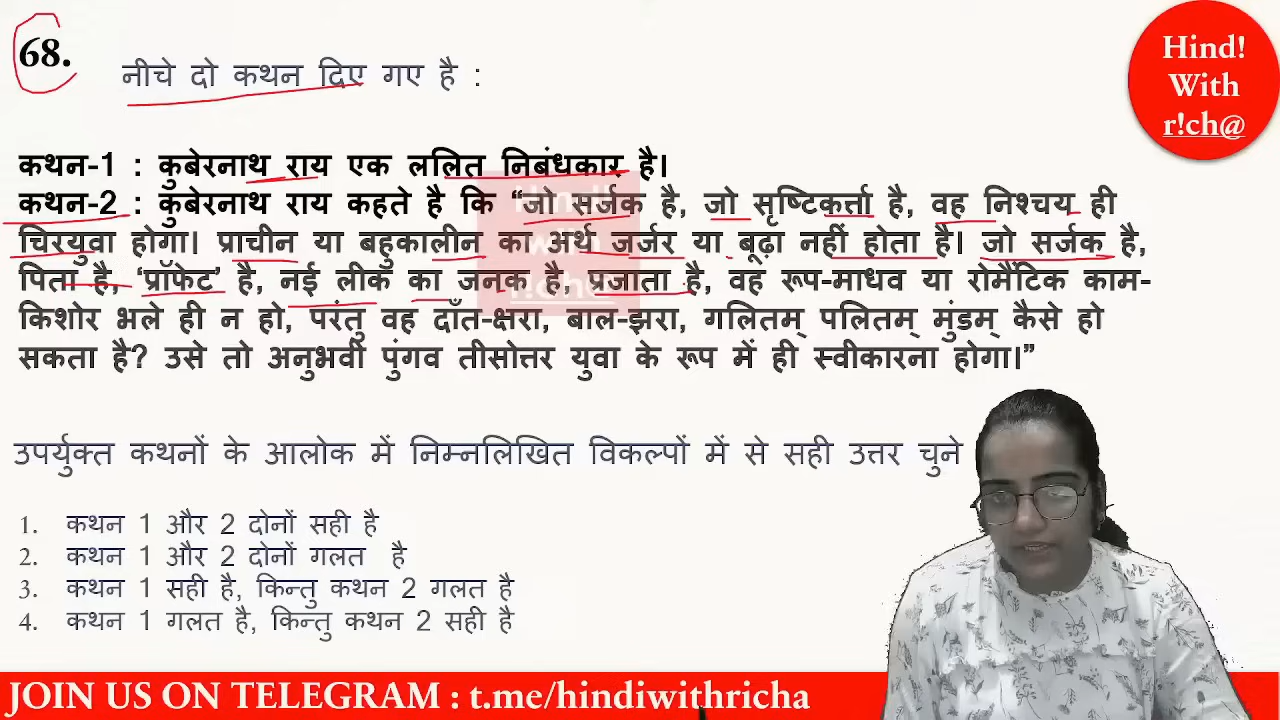 68.
नीचे दो कथन दिए गए है :
Hind!
With
r!ch@
कथन-1 : कुबेरनाथ राय एक ललित निबंधकार है।
कथन-2 : कुबेरनाथ राय कहते है कि “जो सर्जक है, जो सृष्टिकर्त्ता है, वह निश्चय ही
चिरयुवा होगा। प्राचीन या बहुकालीन का अर्थ जर्जर या बूढ़ा नहीं होता है। जो सर्जक है,
पिता है, ‘प्रॉफेट’ है, नई लीक का जनक है, प्रजाता है, वह रूप-माधव या रोमैंटिक काम-
किशोर भले ही न हो, परंतु वह दाँत-क्षरा, बाल-झरा, गलितम् पलितम् मुंडम् कैसे हो
सकता है? उसे तो अनुभवी पुंगव तीसोत्तर युवा के रूप में ही स्वीकारना होगा।”
Hind!
with
r!cha
उपर्युक्त कथनों के आलोक में निम्नलिखित विकल्पों में से सही उत्तर चुने
1. कथन 1 और 2 दोनों सही है
2. कथन 1 और 2 दोनों गलत है
3. कथन 1 सही है, किन्तु कथन 2 गलत है
4. कथन 1 गलत है, किन्तु कथन 2 सही है
JOIN US ON TELEGRAM : t.me/hindiwithricha